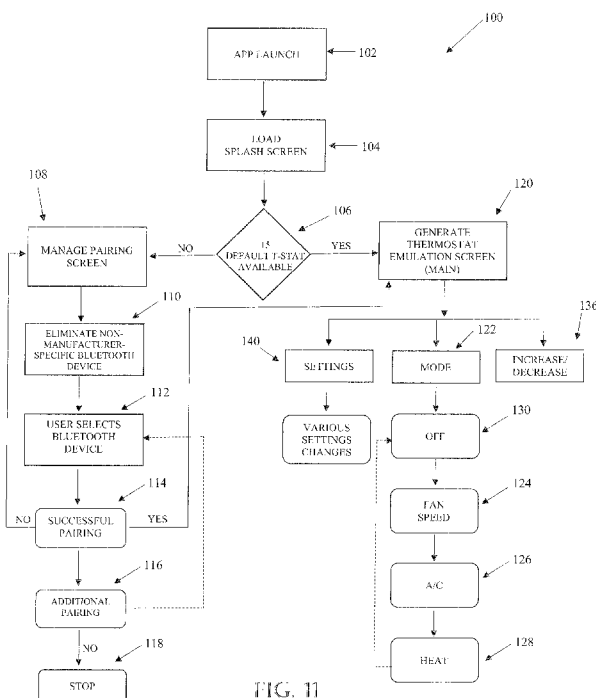 100
APP LAUNCH
102
LOAD
SPLASH SCREEN
104
108
106
120
MANAGE PAIRING
SCREEN
NO
IS
DEFAULT T-STAT
AVAILABLE
YES
GENERATE
THERMOSTAT
EMULATION SCREEN
(MAIN)
110
ELIMINATE NON-
MANUFACTURER-
SPECIFIC BLUETOOTH
DEVICE
140
122
136
SETTINGS
MODE
INCREASE/
DECREASE
112
USER SELECTS
BLUETOOTH
DEVICE
VARIOUS
SETTINGS
CHANGES
OFF
130
114
NO
SUCCESSFUL
PAIRING
YES
FAN
SPEED
124
116
ADDITIONAL
PAIRING
A/C
126
NO
118
STOP
HEAT
128
FIG. 11